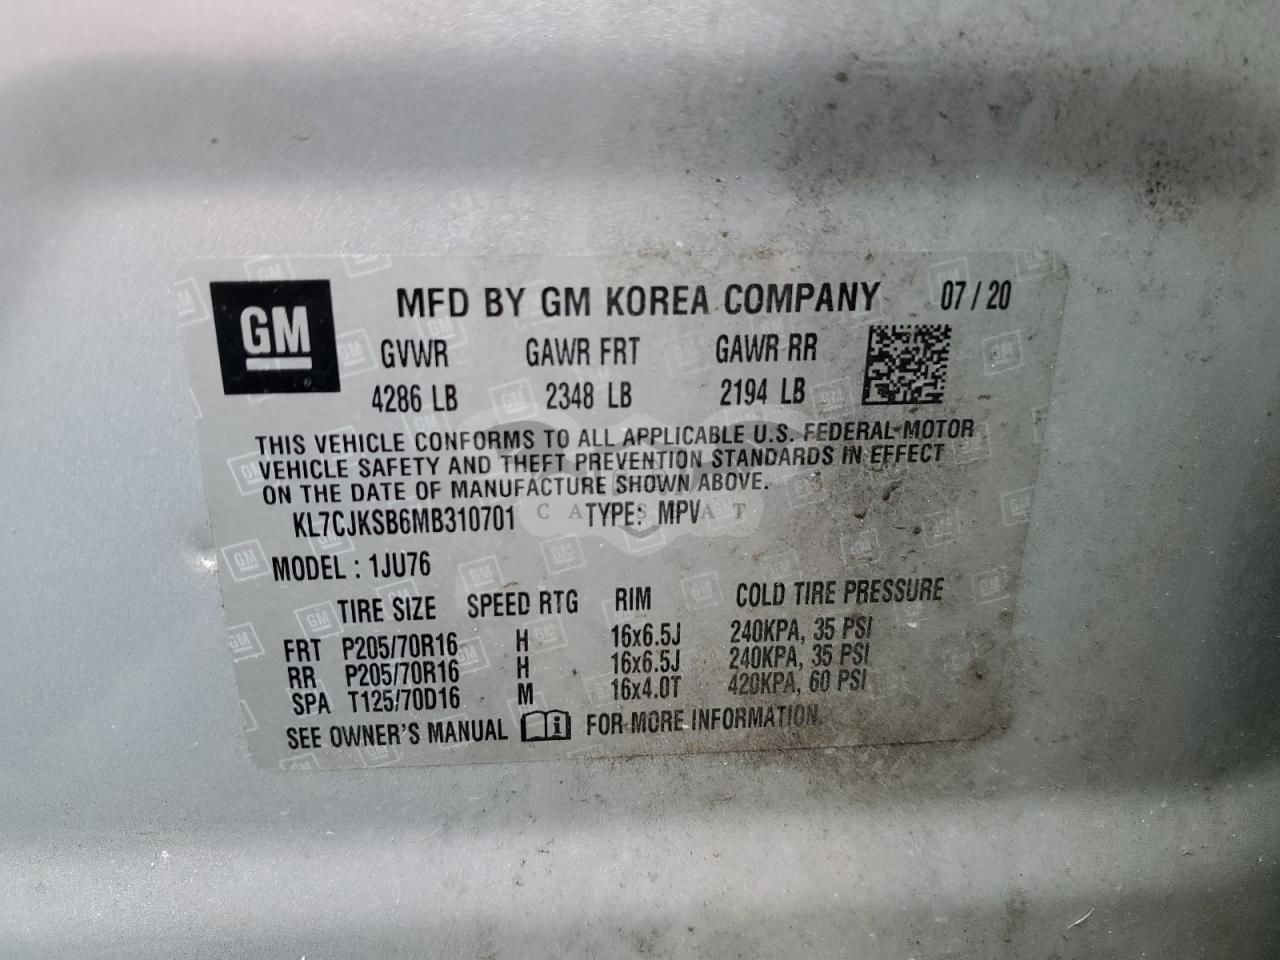 GM MFD BY GM KOREA COMPANY 07/20
GVWR GAWR FRT GAWR RR
4286 LB 2348 LB 2194 LB
THIS VEHICLE CONFORMS TO ALL APPLICABLE U.S. FEDERAL MOTOR
VEHICLE SAFETY AND THEFT PREVENTION STANDARDS IN EFFECT
ON THE DATE OF MANUFACTURE SHOWN ABOVE.
KL7CJKSB6MB310701 TYPE: MPV
MODEL : 1JU76
TIRE SIZE SPEED RTG RIM COLD TIRE PRESSURE
FRT P205/70R16 H 16x6.5J 240KPA, 35 PSI
RR P205/70R16 H 16x6.5J 240KPA, 35 PSI
SPA T125/70D16 M 16x4.0T 420KPA, 60 PSI
SEE OWNER'S MANUAL FOR MORE INFORMATION